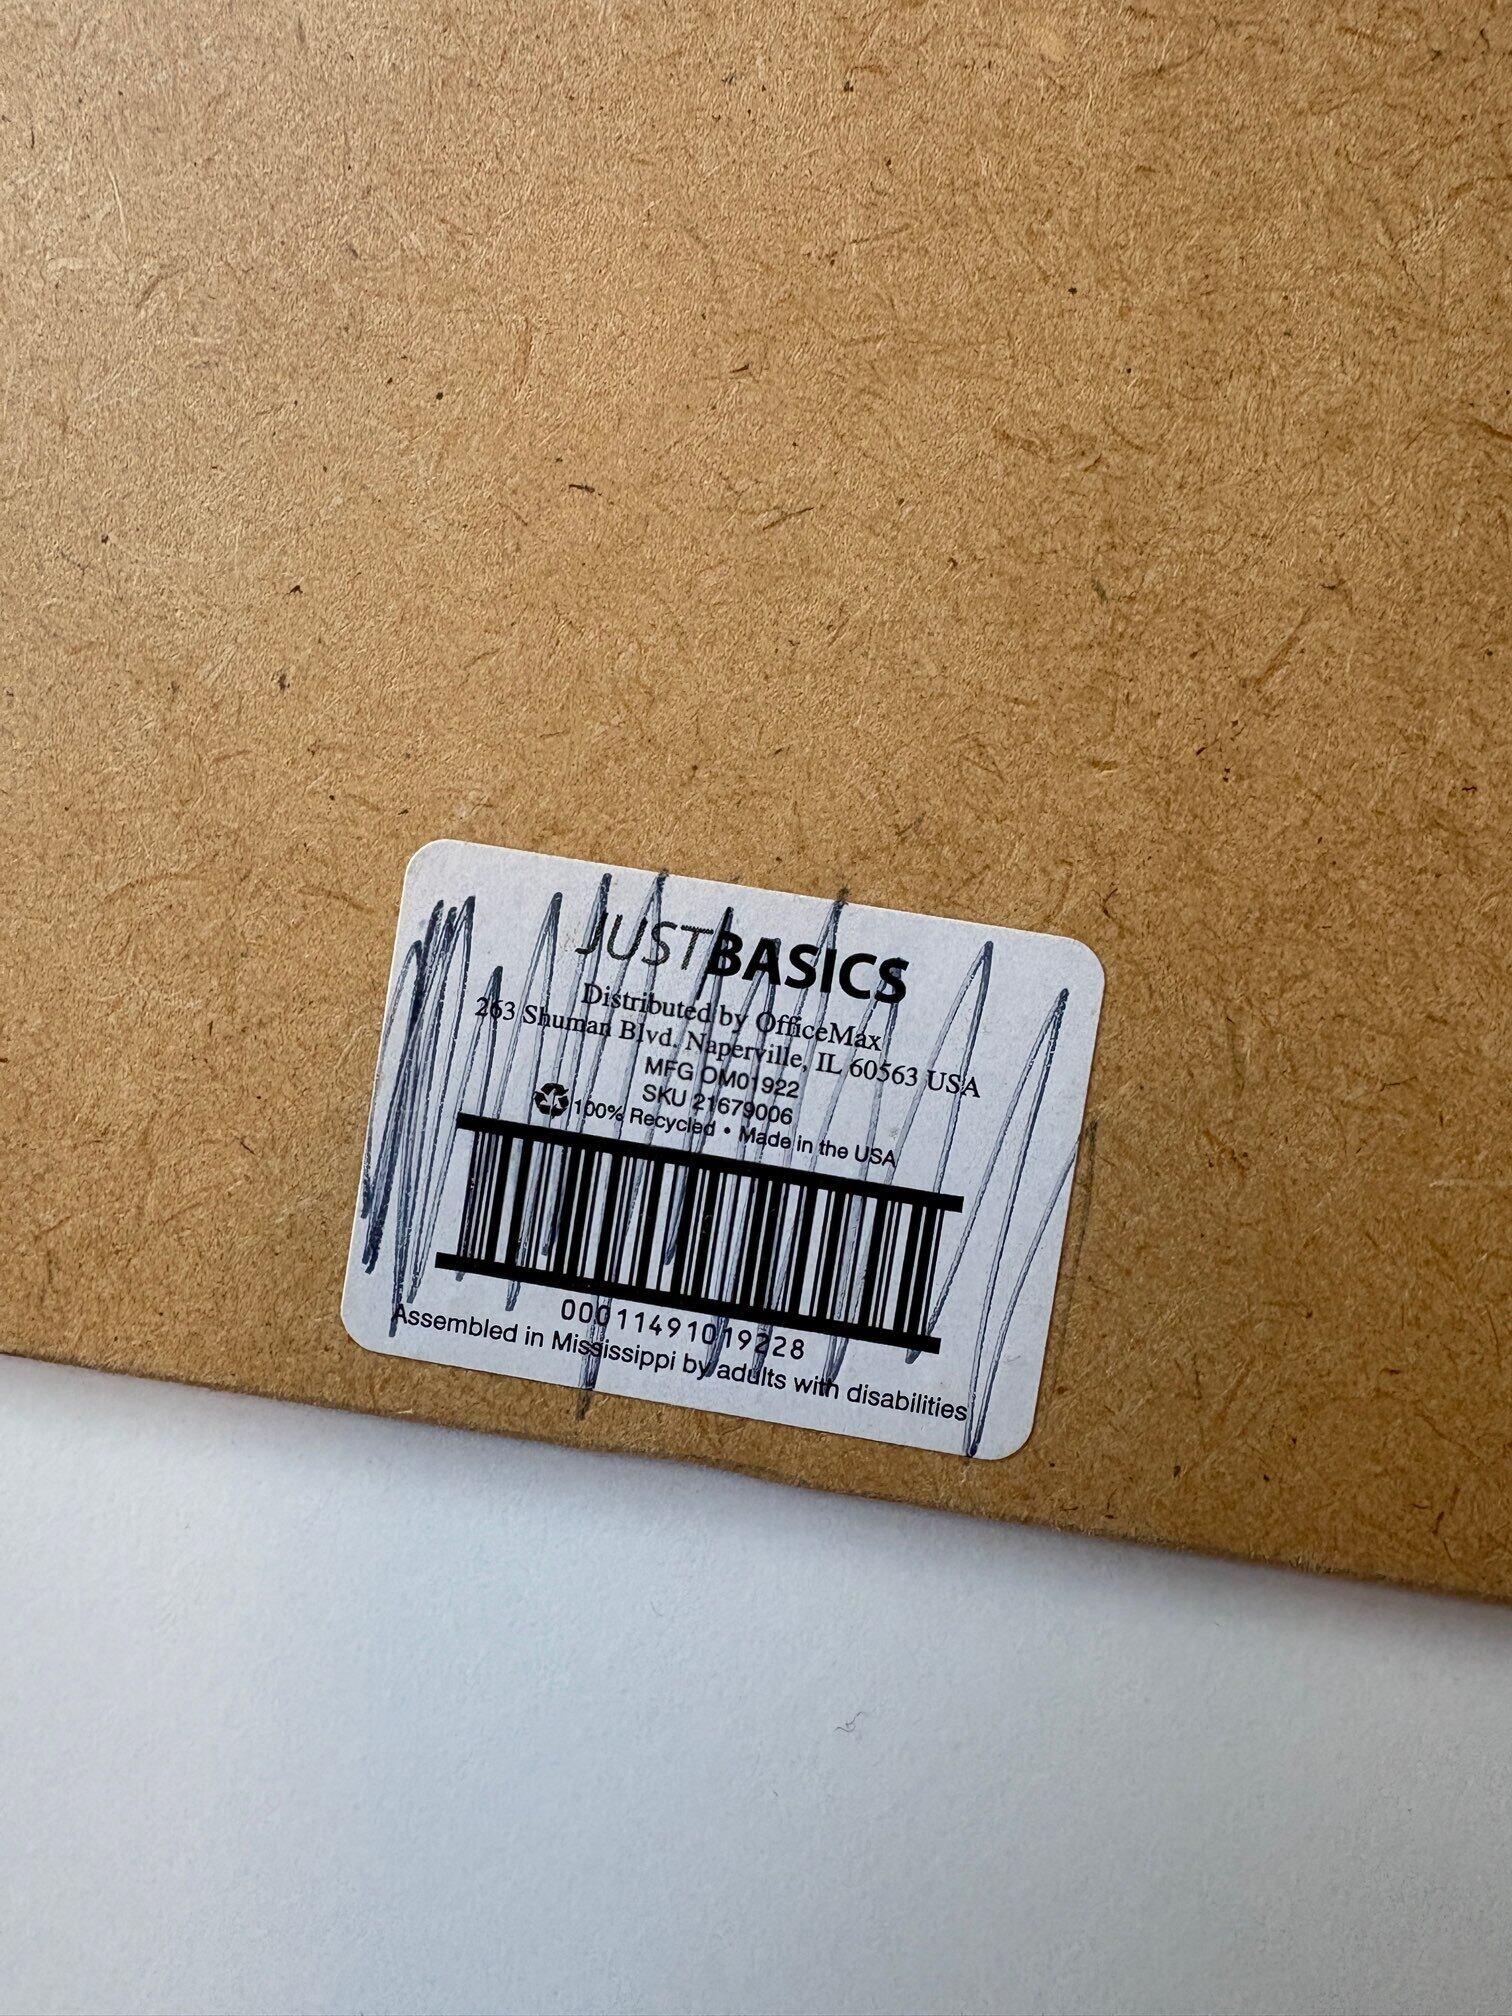 JUSTBASICS
Distributed by OfficeMax
263 Shuman Blvd. Naperville, IL 60563 USA
MFG OM01922
SKU 21679006
100% Recycled • Made in the USA
00011491019228
Assembled in Mississippi by adults with disabilities